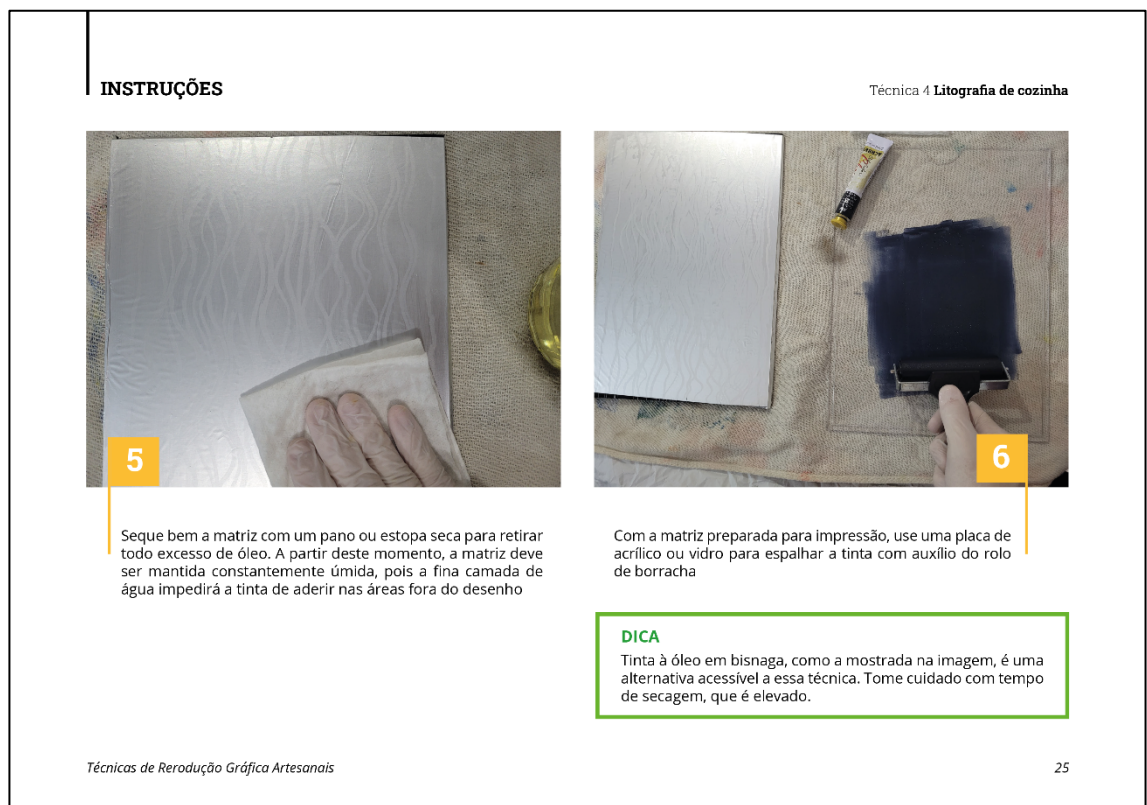 INSTRUÇÕES
Técnica 4 Litografia de cozinha
5
Seque bem a matriz com um pano ou estopa seca para retirar
todo excesso de óleo. A partir deste momento, a matriz deve
ser mantida constantemente úmida, pois a fina camada de
água impedirá a tinta de aderir nas áreas fora do desenho
6
Com a matriz preparada para impressão, use uma placa de
acrílico ou vidro para espalhar a tinta com auxílio do rolo
de borracha
DICA
Tinta à óleo em bisnaga, como a mostrada na imagem, é uma
alternativa acessível a essa técnica. Tome cuidado com tempo
de secagem, que é elevado.
Técnicas de Rerodução Gráfica Artesanais
25